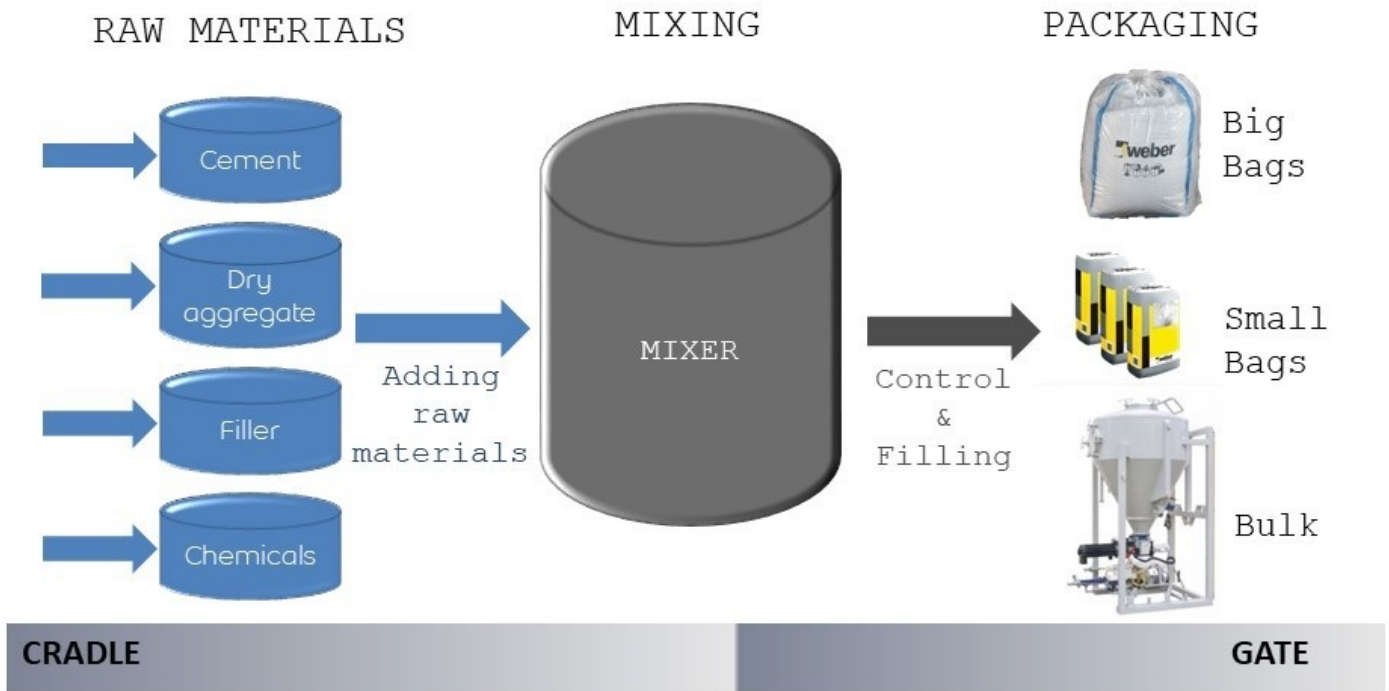 RAW MATERIALS
MIXING
PACKAGING
Cement
Dry
aggregate
Filler
Chemicals
Adding
raw
materials
MIXER
Control
&
Filling
weber
Big
Bags
Small
Bags
Bulk
CRADLE
GATE